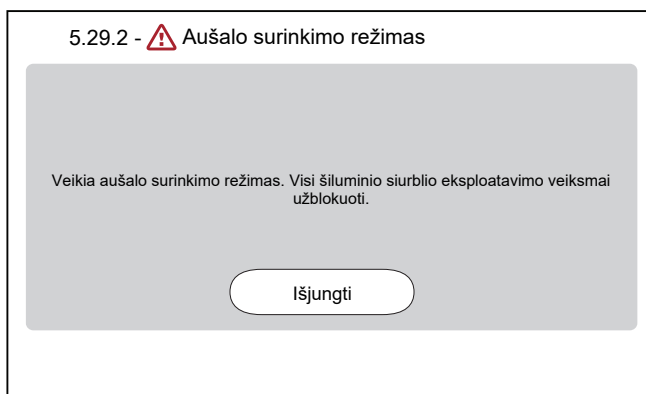 5.29.2 - Aušalo surinkimo režimas
Veikia aušalo surinkimo režimas. Visi šiluminio siurblio eksploatavimo veiksmai
užblokuoti.
Išjungti